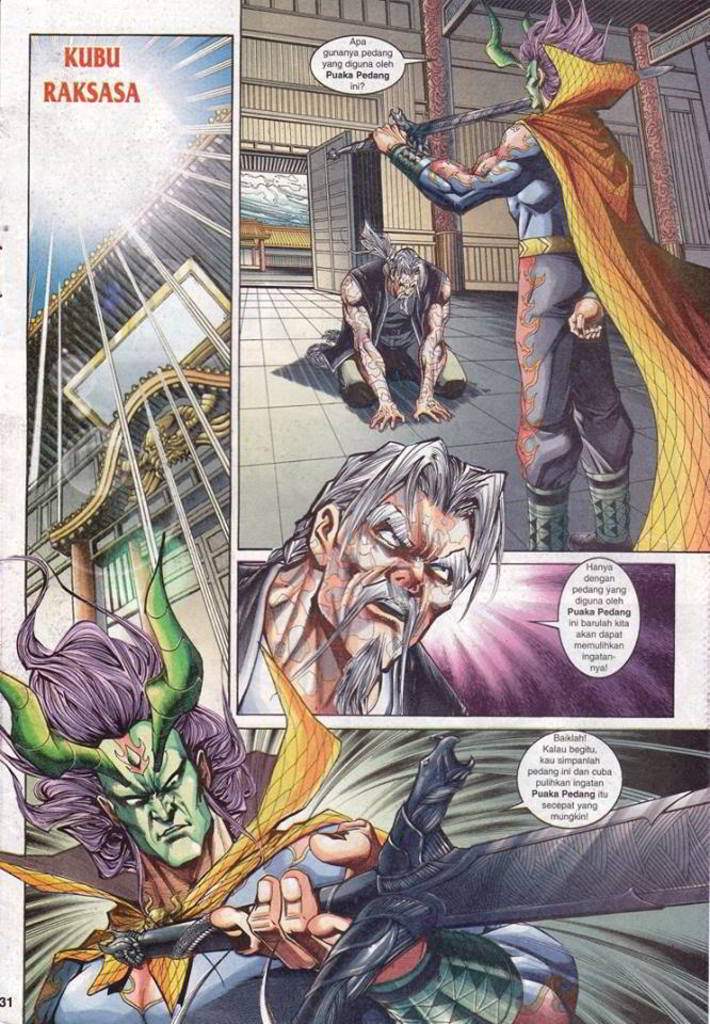 KUBU
RAKSASA
Apa
gunanya pedang
yang diguna oleh
Puaka Pedang
ini?
Hanya
dengan
pedang yang
diguna oleh
Puaka Pedang
ini barulah kita
akan dapat
memulihkan
ingatan-
nya!
Baiklah!
Kalau begitu,
kau simpanlah
pedang ini dan cuba
pulihkan ingatan
Puaka Pedang itu
secepat yang
mungkin!
31